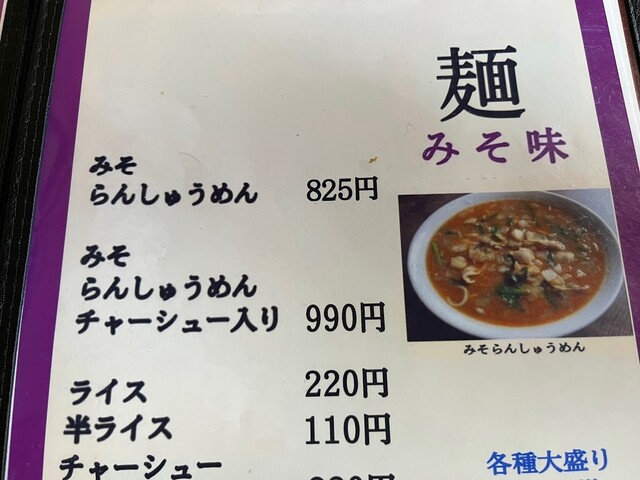 麺
みそ味
みそ
らんしゅうめん 825円
みそ
らんしゅうめん
チャーシュー入り 990円
みそらんしゅうめん
ライス 220円
半ライス 110円
チャーシュー
各種大盛り